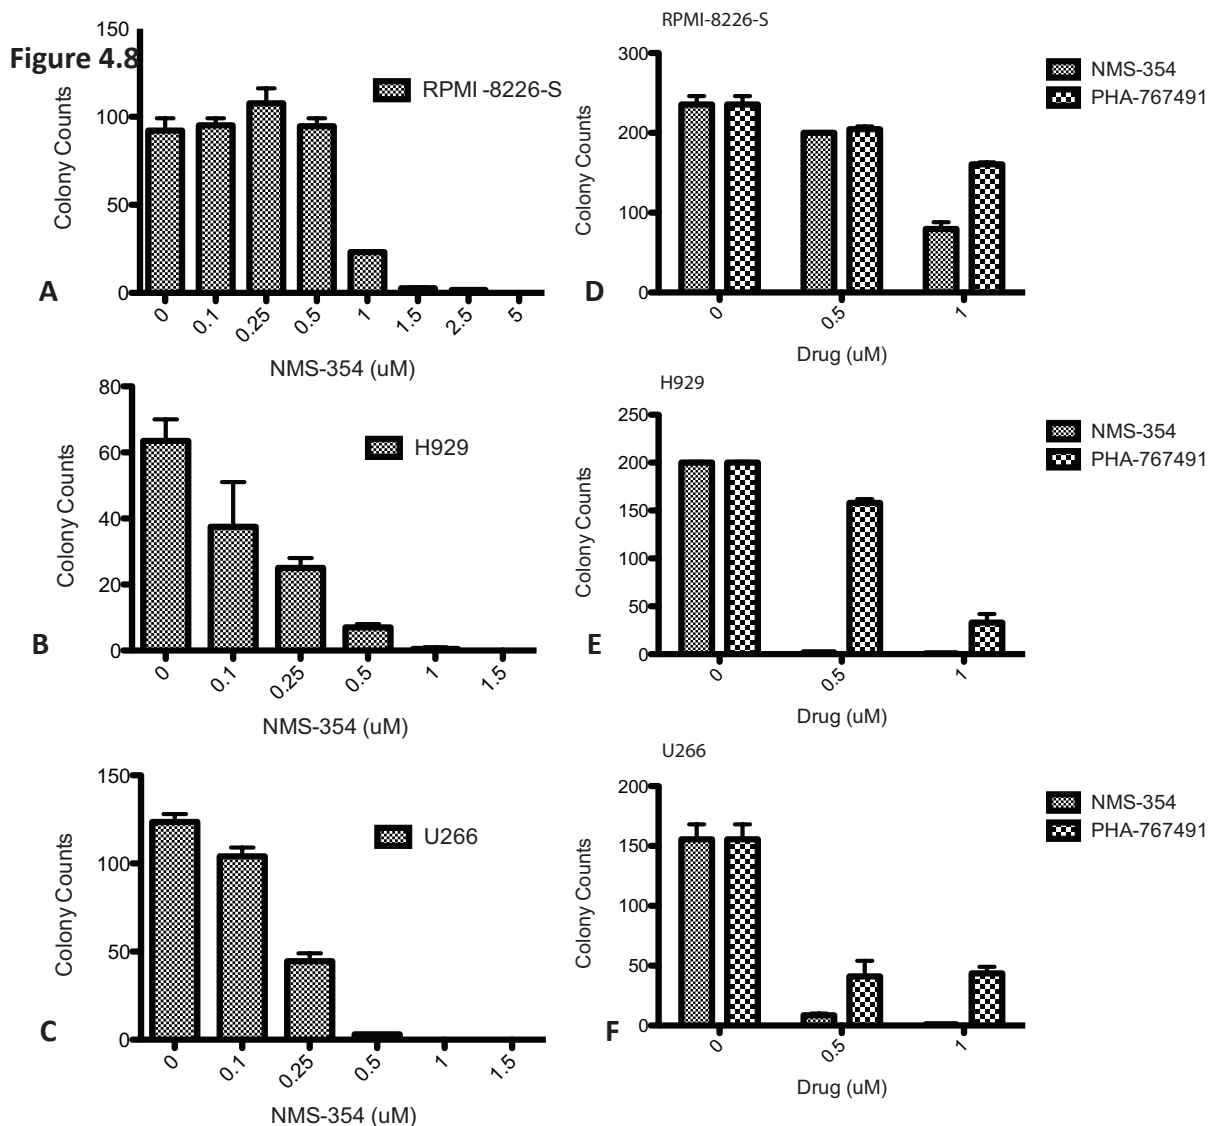 Figure 4.8
150
100
50
0
Colony Counts
RPMI -8226-S
A
0 0.1 0.25 0.5 1 1.5 2.5 5
NMS-354 (uM)
80
60
40
20
0
Colony Counts
H929
B
0 0.1 0.25 0.5 1 1.5
NMS-354 (uM)
150
100
50
0
Colony Counts
U266
C
0 0.1 0.25 0.5 1 1.5
NMS-354 (uM)
RPMI-8226-S
300
200
100
0
Colony Counts
NMS-354
PHA-767491
D
0 0.5 1
Drug (uM)
H929
250
200
150
100
50
0
Colony Counts
NMS-354
PHA-767491
E
0 0.5 1
Drug (uM)
U266
200
150
100
50
0
Colony Counts
NMS-354
PHA-767491
F
0 0.5 1
Drug (uM)